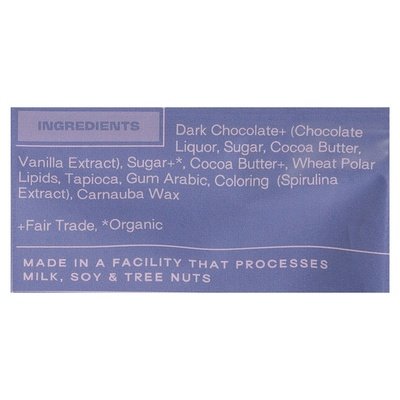 INGREDIENTS
Dark Chocolate+ (Chocolate
Liquor, Sugar, Cocoa Butter,
Vanilla Extract), Sugar+*, Cocoa Butter+, Wheat Polar
Lipids, Tapioca, Gum Arabic, Coloring (Spirulina
Extract), Carnauba Wax
+Fair Trade, *Organic
MADE IN A FACILITY THAT PROCESSES
MILK, SOY & TREE NUTS